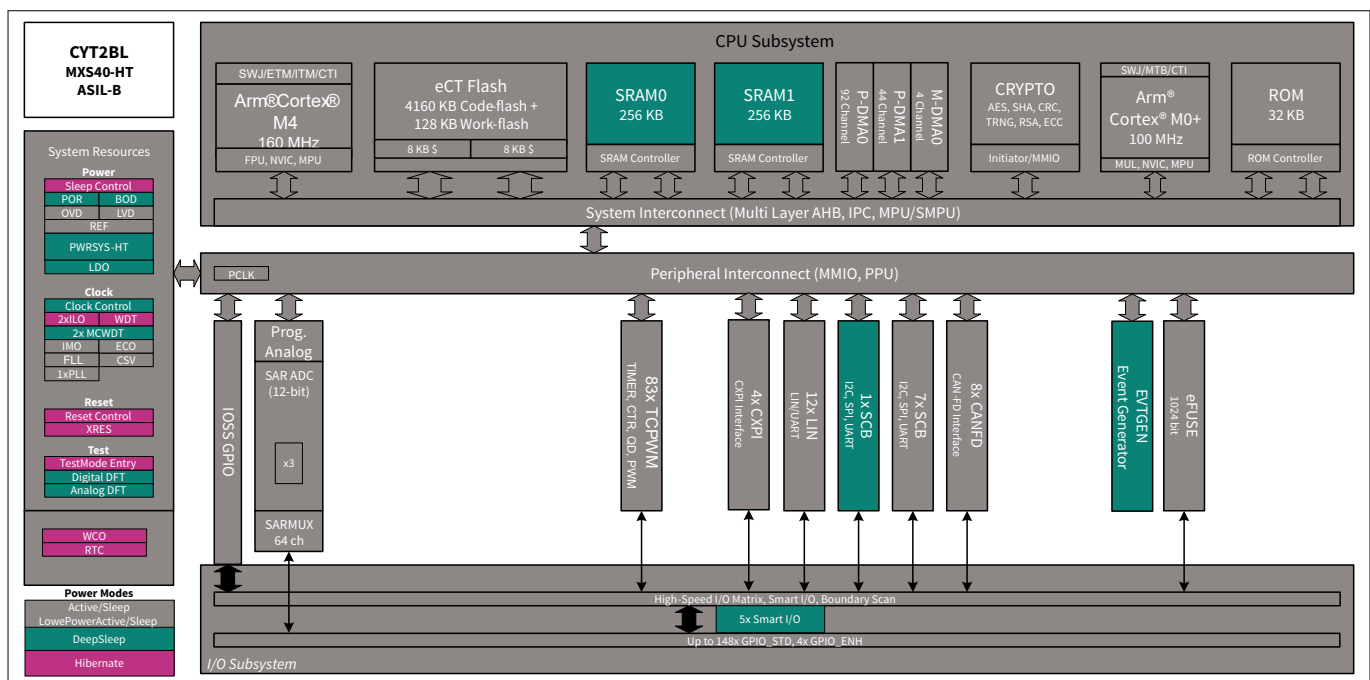 CYT2BL
MXS40-HT
ASIL-B
System Resources
Power
Sleep Control
POR
BOD
OVD
LVD
REF
PWRSYS-HT
LDO
Clock
Clock Control
2xILO
WDT
2x MCWDT
IMO
ECO
FLL
CSV
1xPLL
Reset
Reset Control
XRES
Test
TestMode Entry
Digital DFT
Analog DFT
WCO
RTC
Power Modes
Active/Sleep
LowePowerActive/Sleep
DeepSleep
Hibernate
CPU Subsystem
SWJ/ETM/ITM/CTI
Arm®Cortex®
M4
160 MHz
FPU, NVIC, MPU
eCT Flash
4160 KB Code-flash +
128 KB Work-flash
8 KB $
8 KB $
SRAM0
256 KB
SRAM Controller
SRAM1
256 KB
SRAM Controller
P-DMA0
92 Channel
P-DMA1
44 Channel
M-DMA0
4 Channel
CRYPTO
AES, SHA, CRC,
TRNG, RSA, ECC
Initiator/MMIO
SWJ/MTB/CTI
Arm®
Cortex® M0+
100 MHz
MUL, NVIC, MPU
ROM
32 KB
ROM Controller
System Interconnect (Multi Layer AHB, IPC, MPU/SMPU)
PCLK
Peripheral Interconnect (MMIO, PPU)
IOSS GPIO
Prog.
Analog
SAR ADC
(12-bit)
x3
SARMUX
64 ch
83x TCPWM
TIMER, CTR, QD, PWM
4x CXPI
CXPI Interface
12x LIN
LIN/UART
1x SCB
I2C, SPI, UART
7x SCB
I2C, SPI, UART
8x CANFD
CAN-FD Interface
EVTGEN
Event Generator
eFUSE
1024 bit
High-Speed I/O Matrix, Smart I/O, Boundary Scan
5x Smart I/O
Up to 148x GPIO_STD, 4x GPIO_ENH
I/O Subsystem